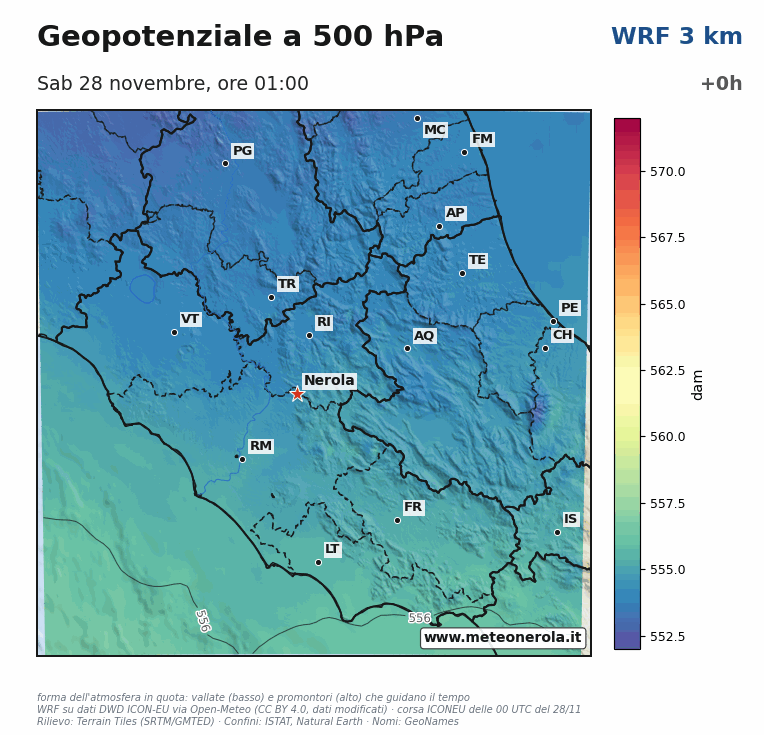 Geopotenziale a 500 hPa
WRF 3 km
Sab 28 novembre, ore 01:00
+0h
MC
FM
PG
AP
TE
TR
PE
VT
RI
AQ
CH
Nerola
RM
FR
IS
LT
556
556
www.meteonerola.it
570.0
567.5
565.0
562.5
560.0
557.5
555.0
552.5
dam
forma dell'atmosfera in quota: vallate (basso) e promontori (alto) che guidano il tempo
WRF su dati DWD ICON-EU via Open-Meteo (CC BY 4.0, dati modificati) · corsa ICONEU delle 00 UTC del 28/11
Rilievo: Terrain Tiles (SRTM/GMTED) · Confini: ISTAT, Natural Earth · Nomi: GeoNames